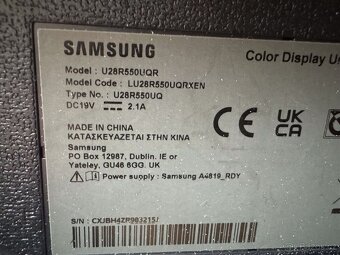 SAMSUNG
Color Display
Model : U28R550UQR
Model Code : LU28R550UQRXEN
Type No. : U28R550UQ
DC19V ⎓ 2.1A
MADE IN CHINA
ΚΑΤΑΣΚΕΥΑΖΕΤΑΙ ΣΤΗΝ ΚΙΝΑ
Samsung
PO Box 12987, Dublin. IE or
Yateley, GU46 6GG. UK
Power supply : Samsung A4819_RDY
CE
UK
CA
S/N :